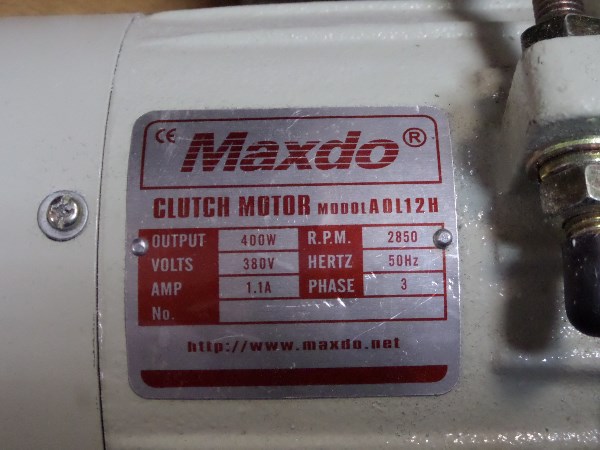 CE Maxdo ®
CLUTCH MOTOR MODOL AOL12H
OUTPUT 400W R.P.M. 2850
VOLTS 380V HERTZ 50Hz
AMP 1.1A PHASE 3
No.
http://www.maxdo.net